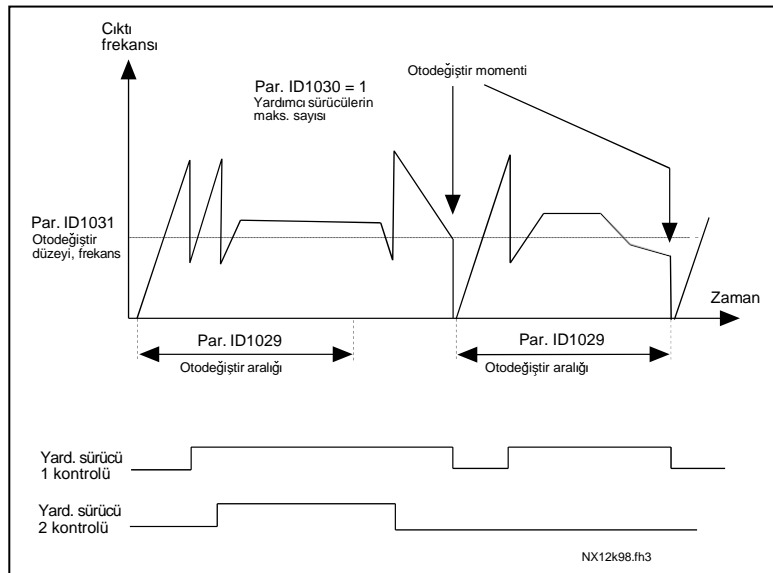 Cıktı
frekansı
Otodeğiştir momenti
Par. ID1030 = 1
Yardımcı sürücülerin
maks. sayısı
Par. ID1031
Otodeğiştir
düzeyi, frekans
Zaman
Par. ID1029
Otodeğiştir aralığı
Par. ID1029
Otodeğiştir aralığı
Yard. sürücü
1 kontrolü
Yard. sürücü
2 kontrolü
NX12k98.fh3